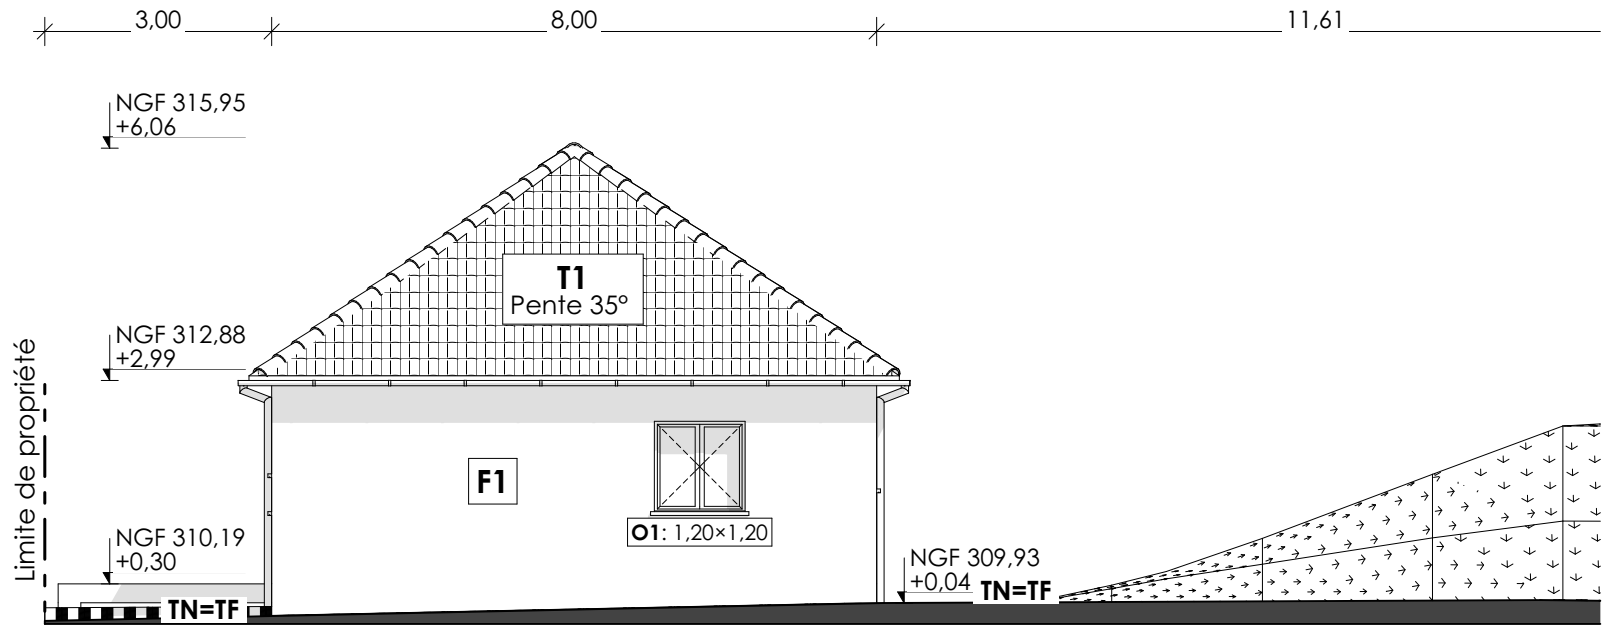 3,00
8,00
11,61
NGF 315,95
+6,06
T1
Pente 35°
NGF 312,88
+2,99
Limite de propriété
F1
O1: 1,20×1,20
NGF 310,19
+0,30
NGF 309,93
+0,04
TN=TF
TN=TF